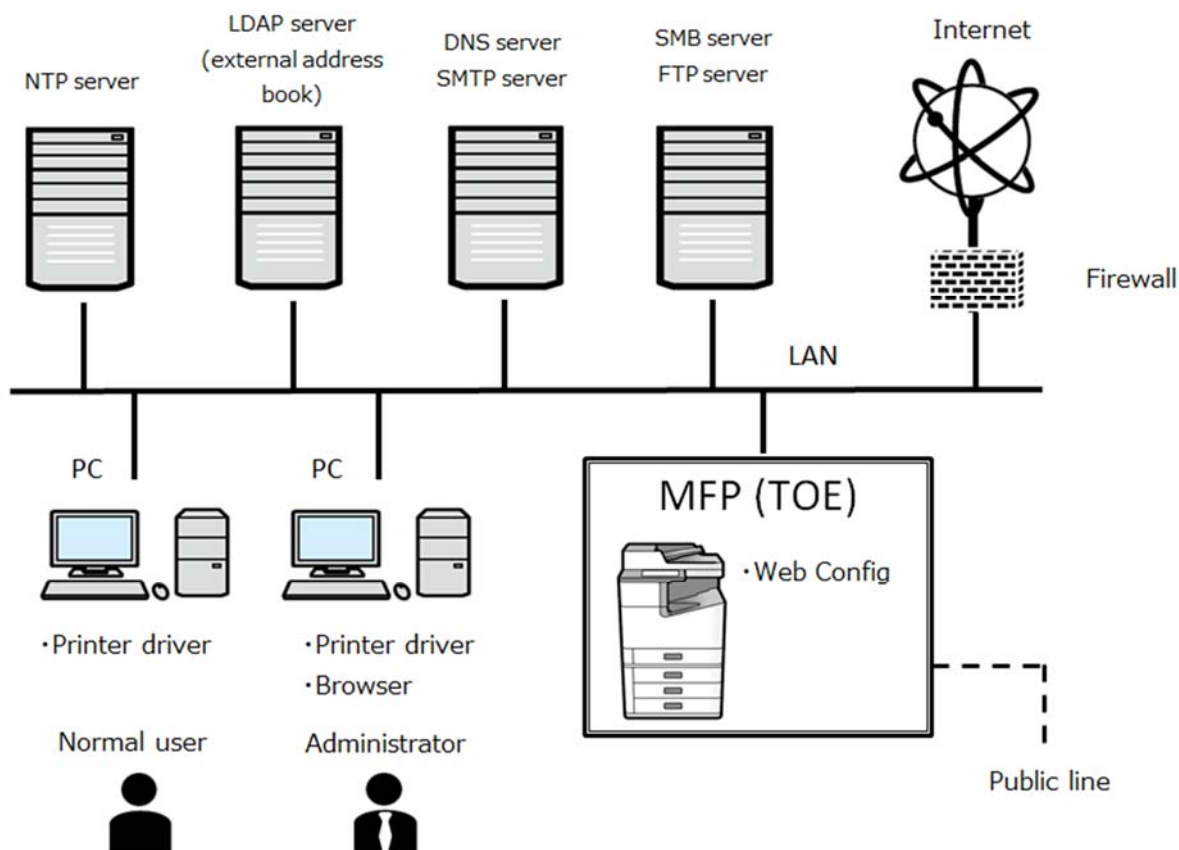 NTP server
LDAP server
(external address
book)
DNS server
SMTP server
SMB server
FTP server
Internet
Firewall
LAN
PC
PC
MFP (TOE)
・Web Config
・Printer driver
・Printer driver
・Browser
Normal user
Administrator
Public line